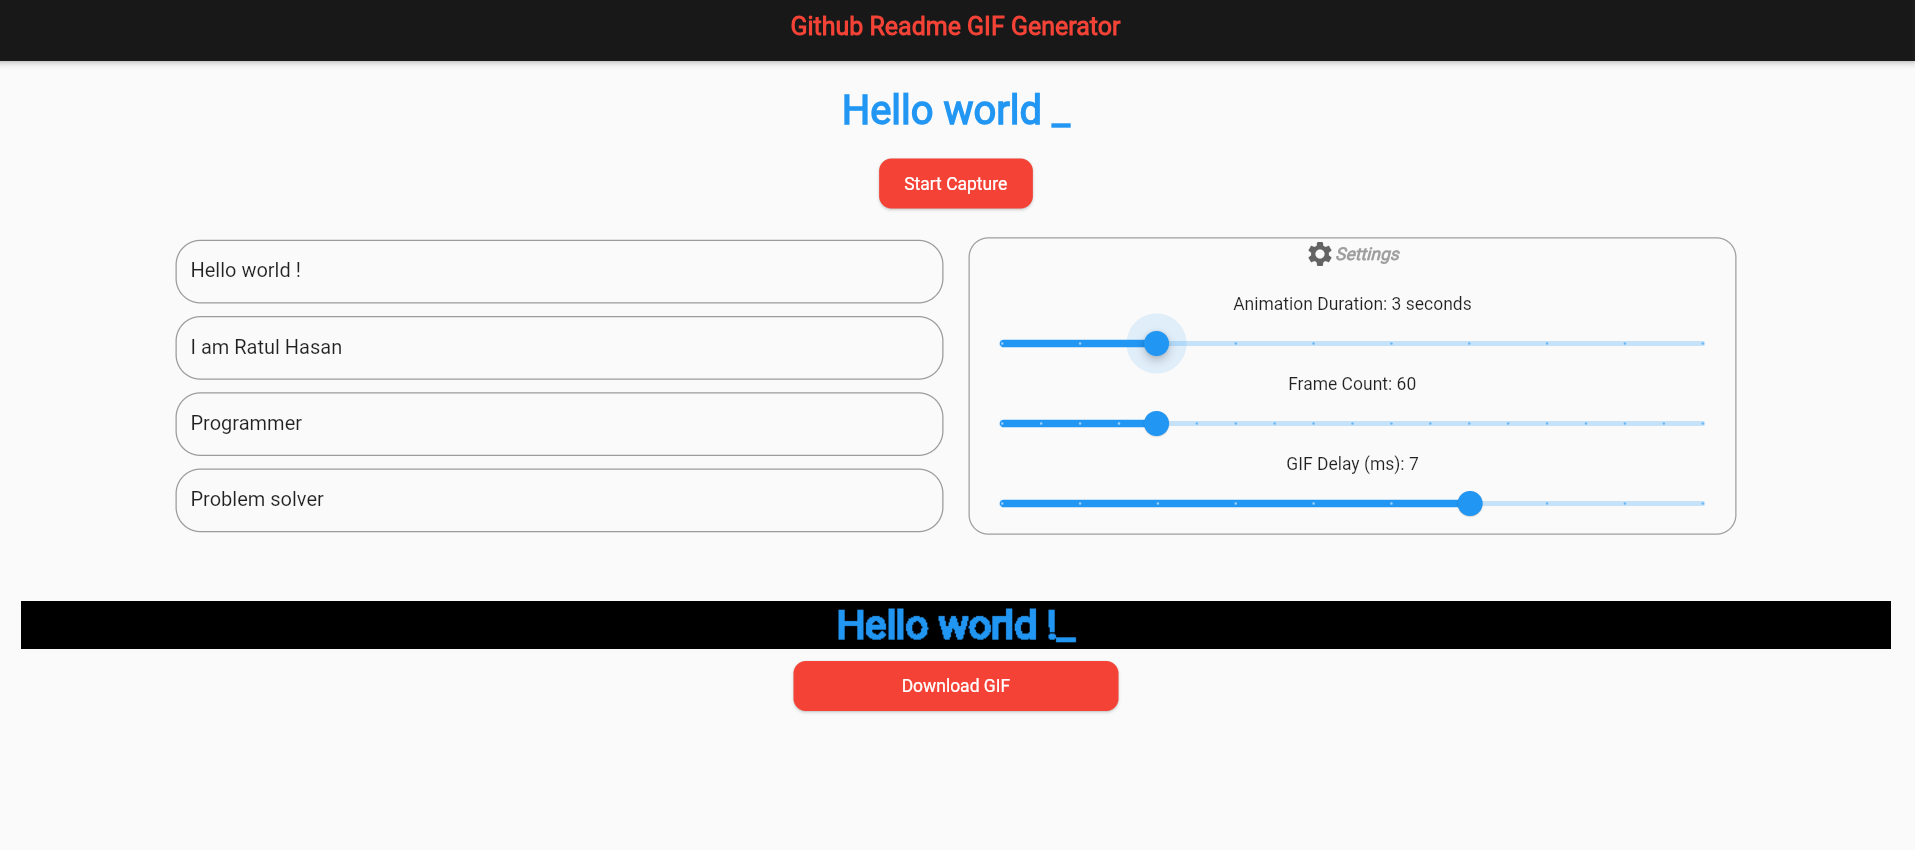 Github Readme GIF Generator
Hello world _
Start Capture
Hello world !
I am Ratul Hasan
Programmer
Problem solver
Settings
Animation Duration: 3 seconds
Frame Count: 60
GIF Delay (ms): 7
Hello world !_
Download GIF